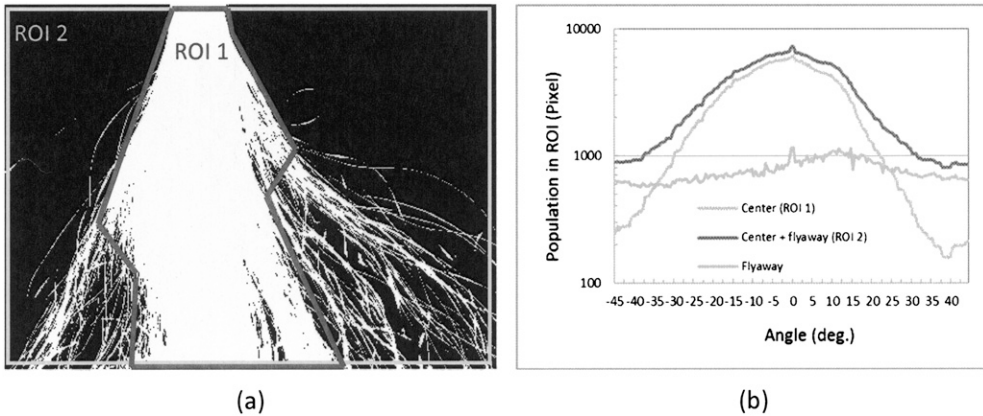 ROI 2
ROI 1
(a)
10000
1000
100
Population in ROI (Pixel)
Center (ROI 1)
Center + flyaway (ROI 2)
Flyaway
-45 -40 -35 -30 -25 -20 -15 -10 -5 0 5 10 15 20 25 30 35 40
Angle (deg.)
(b)